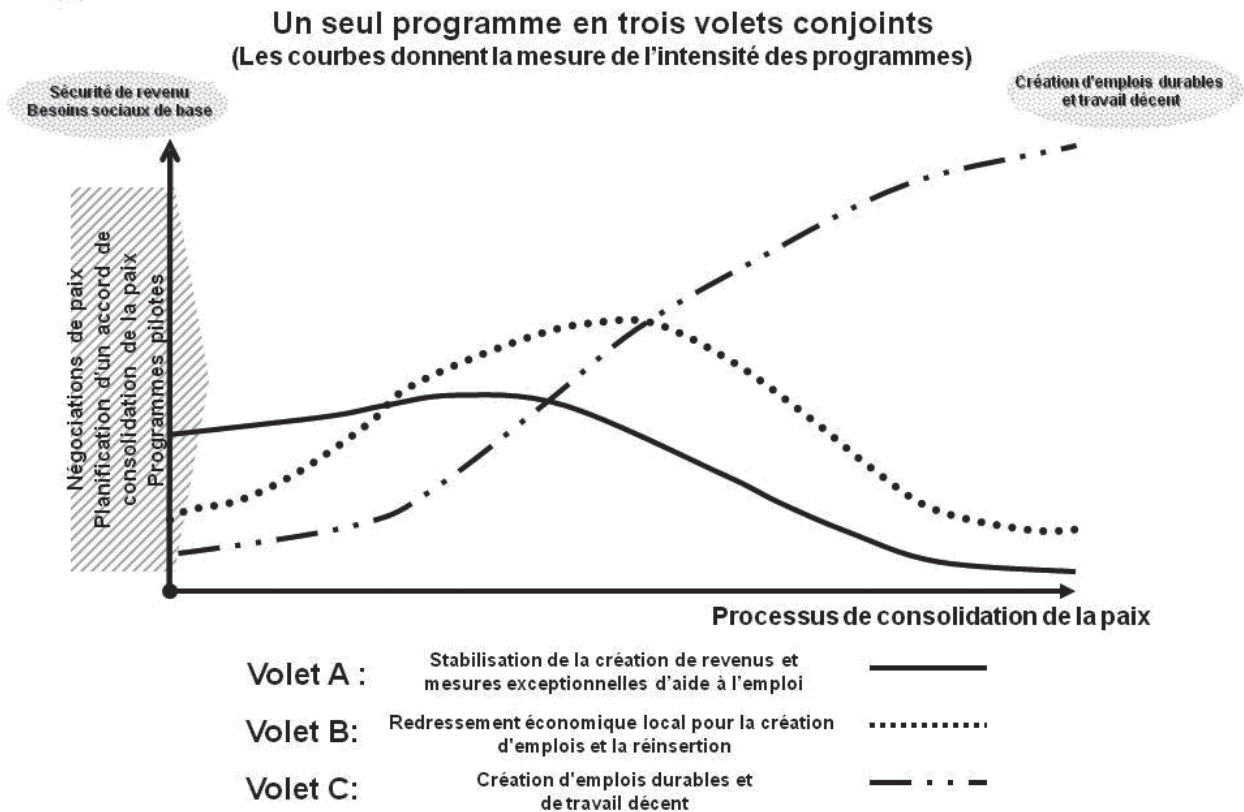 Un seul programme en trois volets conjoints
(Les courbes donnent la mesure de l'intensité des programmes)
Sécurité de revenu
Besoins sociaux de base
Création d'emplois durables
et travail décent
Négociations de paix
Planification d'un accord de
consolidation de la paix
Programmes pilotes
Processus de consolidation de la paix
Volet A :
Stabilisation de la création de revenus et
mesures exceptionnelles d'aide à l'emploi
Volet B:
Redressement économique local pour la création
d'emplois et la réinsertion
Volet C:
Création d'emplois durables et
de travail décent